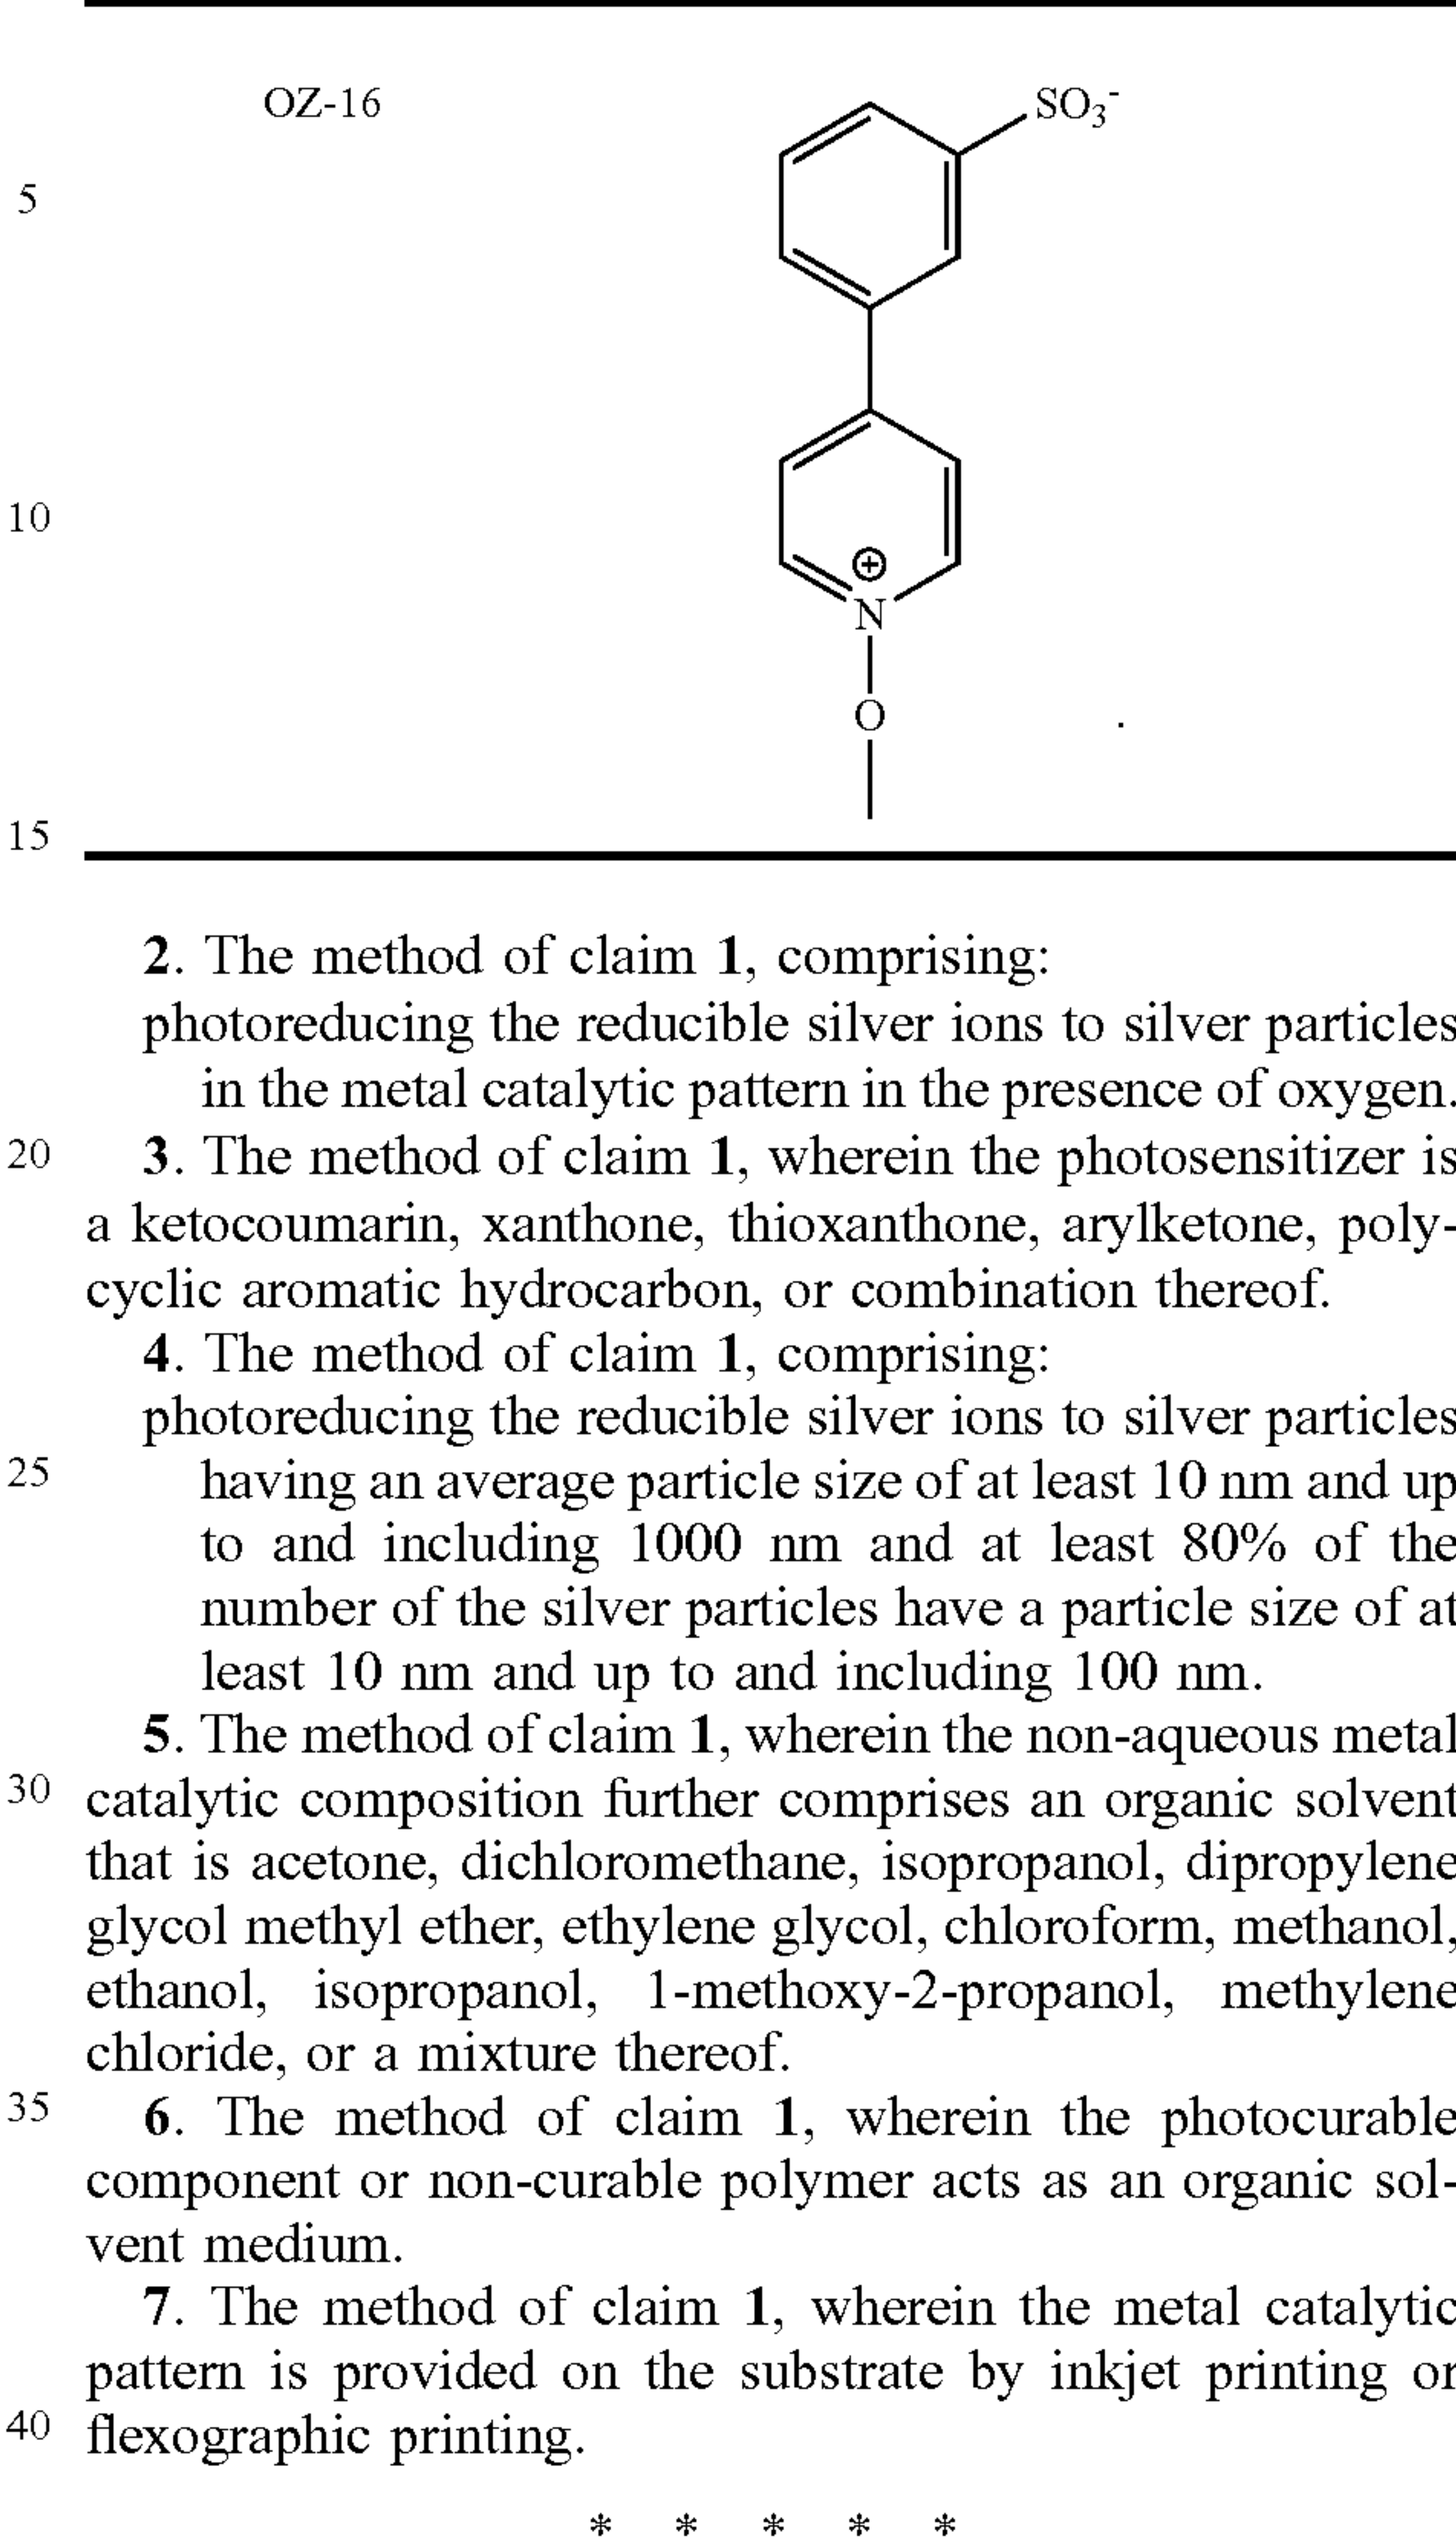 OZ-16
SO3-
5
10
⊕
N
O
.
15
2. The method of claim 1, comprising:
photoreducing the reducible silver ions to silver particles
in the metal catalytic pattern in the presence of oxygen.
20 3. The method of claim 1, wherein the photosensitizer is
a ketocoumarin, xanthone, thioxanthone, arylketone, poly-
cyclic aromatic hydrocarbon, or combination thereof.
4. The method of claim 1, comprising:
photoreducing the reducible silver ions to silver particles
25 having an average particle size of at least 10 nm and up
to and including 1000 nm and at least 80% of the
number of the silver particles have a particle size of at
least 10 nm and up to and including 100 nm.
5. The method of claim 1, wherein the non-aqueous metal
30 catalytic composition further comprises an organic solvent
that is acetone, dichloromethane, isopropanol, dipropylene
glycol methyl ether, ethylene glycol, chloroform, methanol,
ethanol, isopropanol, 1-methoxy-2-propanol, methylene
chloride, or a mixture thereof.
35 6. The method of claim 1, wherein the photocurable
component or non-curable polymer acts as an organic sol-
vent medium.
7. The method of claim 1, wherein the metal catalytic
pattern is provided on the substrate by inkjet printing or
40 flexographic printing.
* * * * *